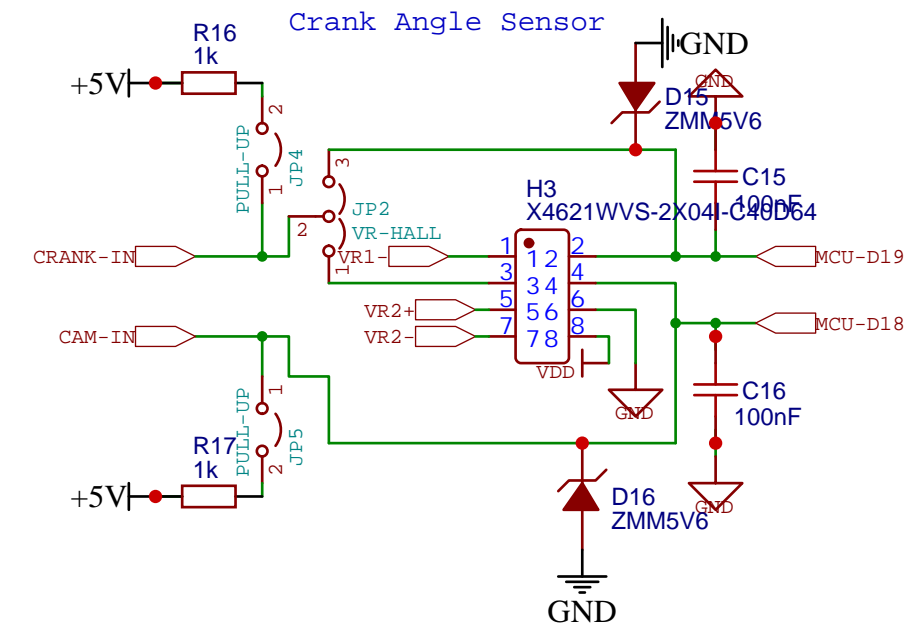 Crank Angle Sensor
R16
1k
+5V
2
PULL-UP
JP4
1
GND
GND
D15
ZMM5V6
3
JP2
VR-HALL
2
1
C15
100nF
H3
X4621WVS-2X04I-C40D64
CRANK-IN
VR1-
1
1 2
2
MCU-D19
3
3 4
4
VR2+
5
5 6
6
MCU-D18
VR2-
7
7 8
8
CAM-IN
VDD
GND
C16
100nF
1
PULL-UP
JP5
2
R17
1k
+5V
D16
ZMM5V6
GND
GND